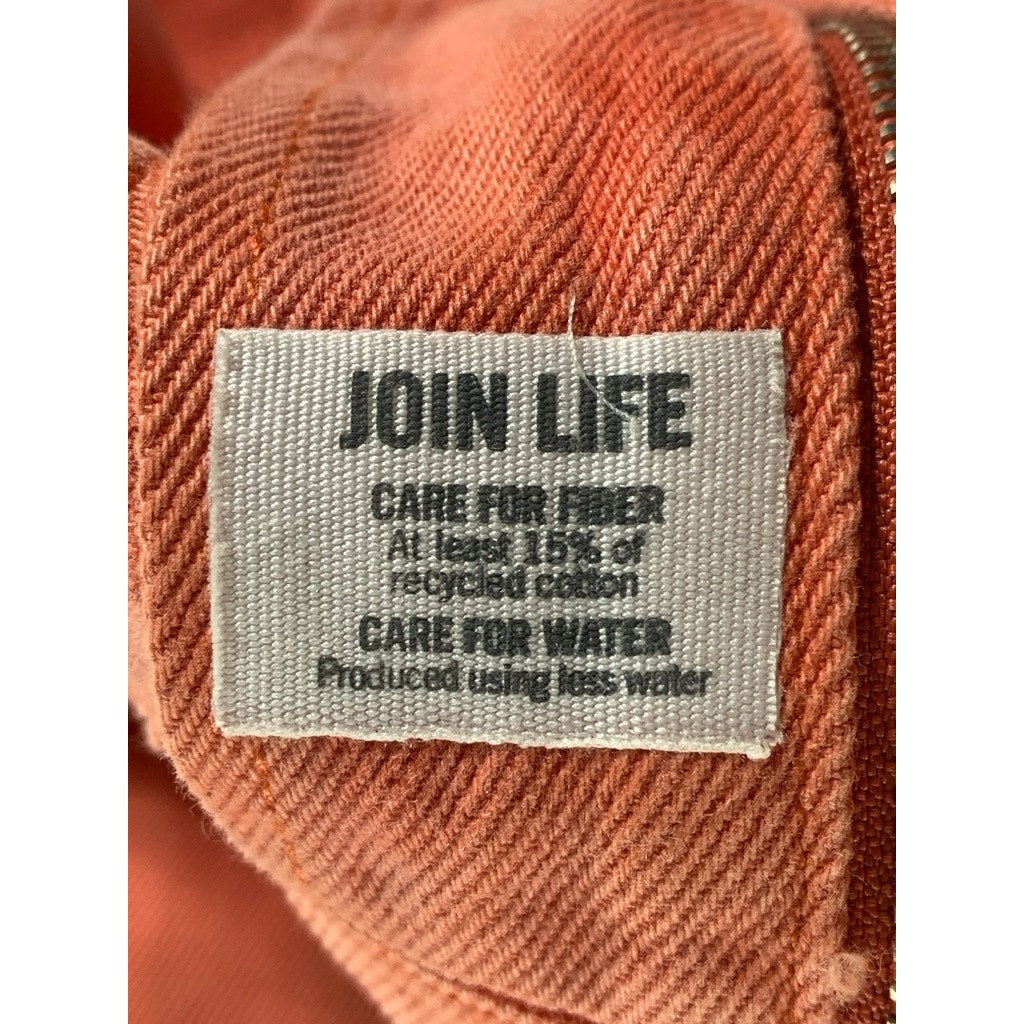 JOIN LIFE
CARE FOR FIBER
At least 15% of
recycled cotton
CARE FOR WATER
Produced using less water